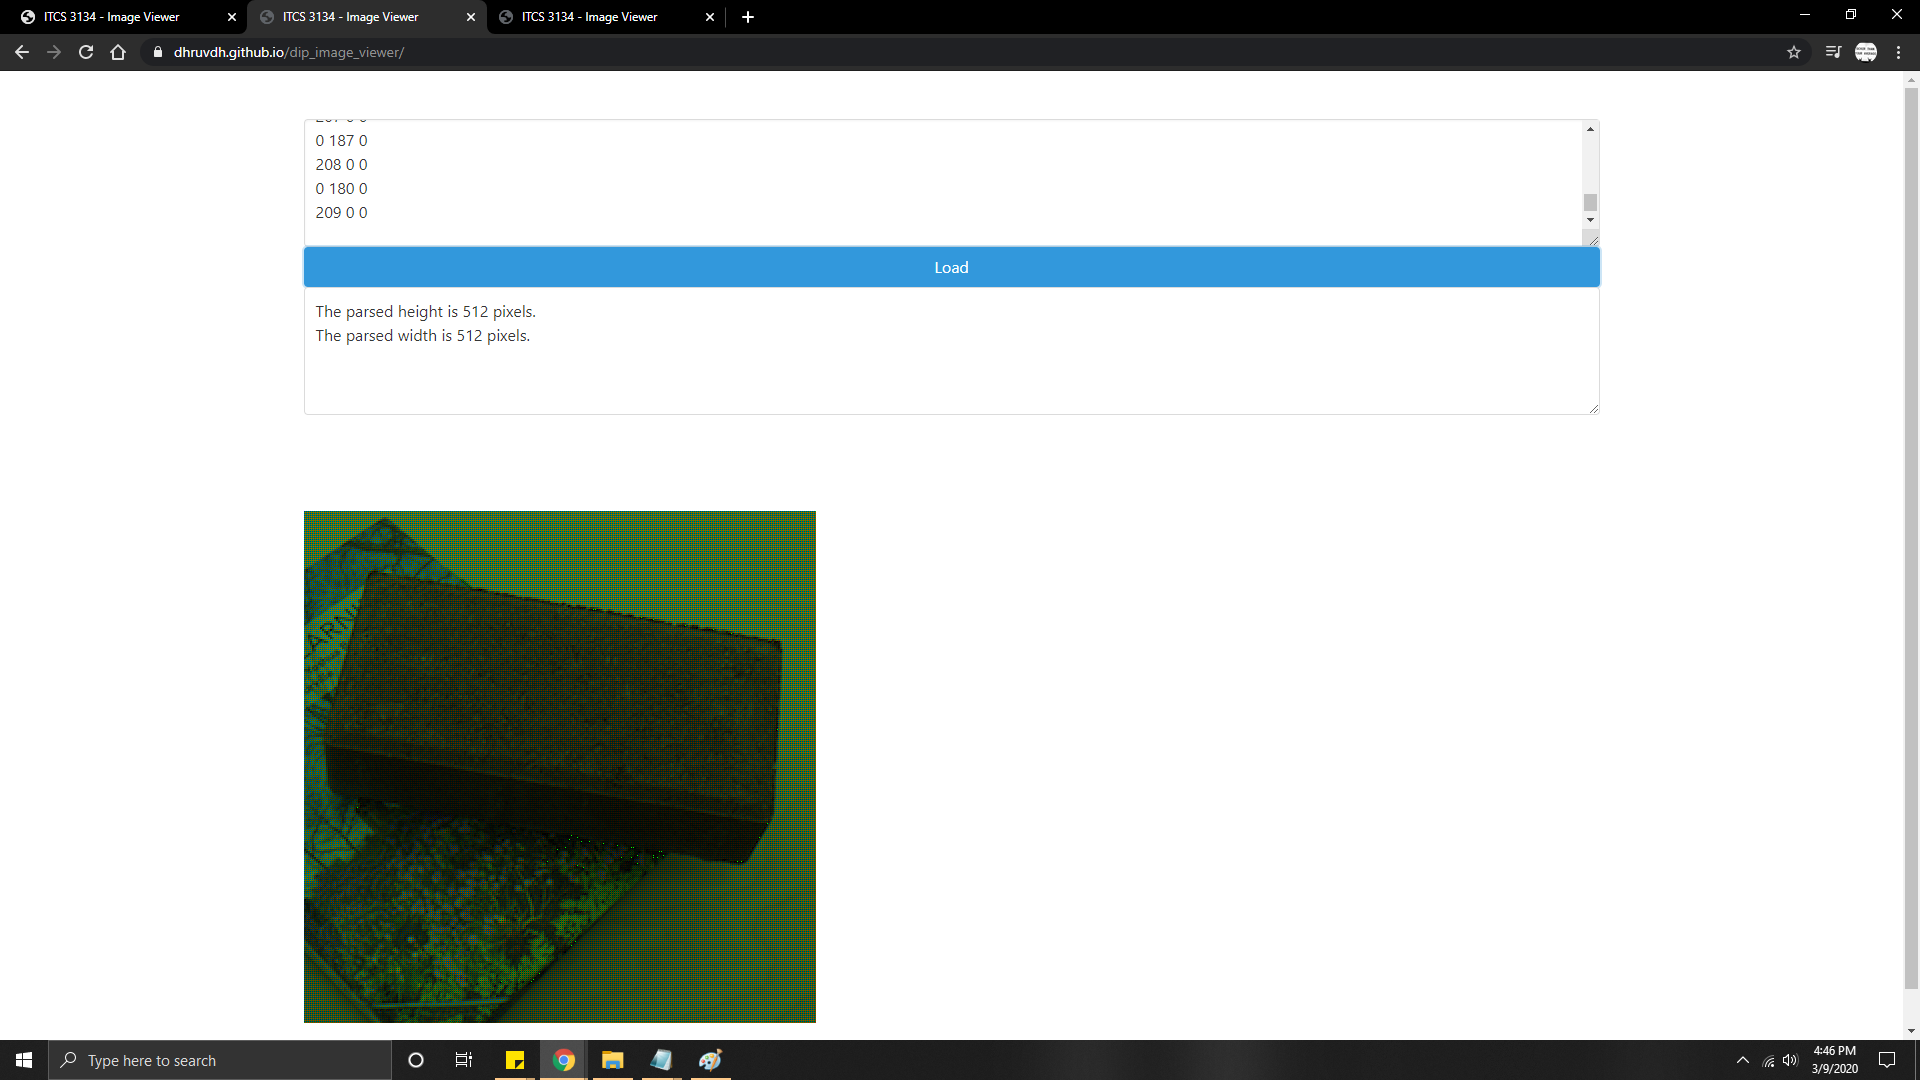 ITCS 3134 - Image Viewer
ITCS 3134 - Image Viewer
ITCS 3134 - Image Viewer
dhruvdh.github.io/dip_image_viewer/
0 187 0
208 0 0
0 180 0
209 0 0
Load
The parsed height is 512 pixels.
The parsed width is 512 pixels.
ARN
Type here to search
4:46 PM
3/9/2020